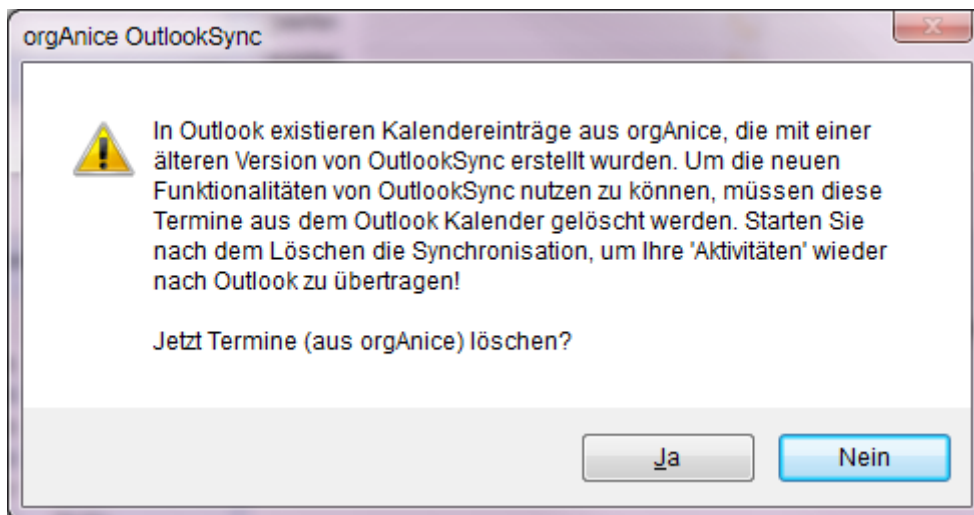 orgAnice OutlookSync
In Outlook existieren Kalendereinträge aus orgAnice, die mit einer
älteren Version von OutlookSync erstellt wurden. Um die neuen
Funktionalitäten von OutlookSync nutzen zu können, müssen diese
Termine aus dem Outlook Kalender gelöscht werden. Starten Sie
nach dem Löschen die Synchronisation, um Ihre 'Aktivitäten' wieder
nach Outlook zu übertragen!
Jetzt Termine (aus orgAnice) löschen?
Ja
Nein